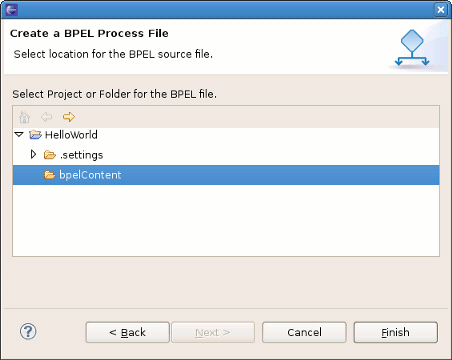 Create a BPEL Process File
Select location for the BPEL source file.
Select Project or Folder for the BPEL file.
HelloWorld
.settings
bpelContent
?
< Back
Next >
Cancel
Finish